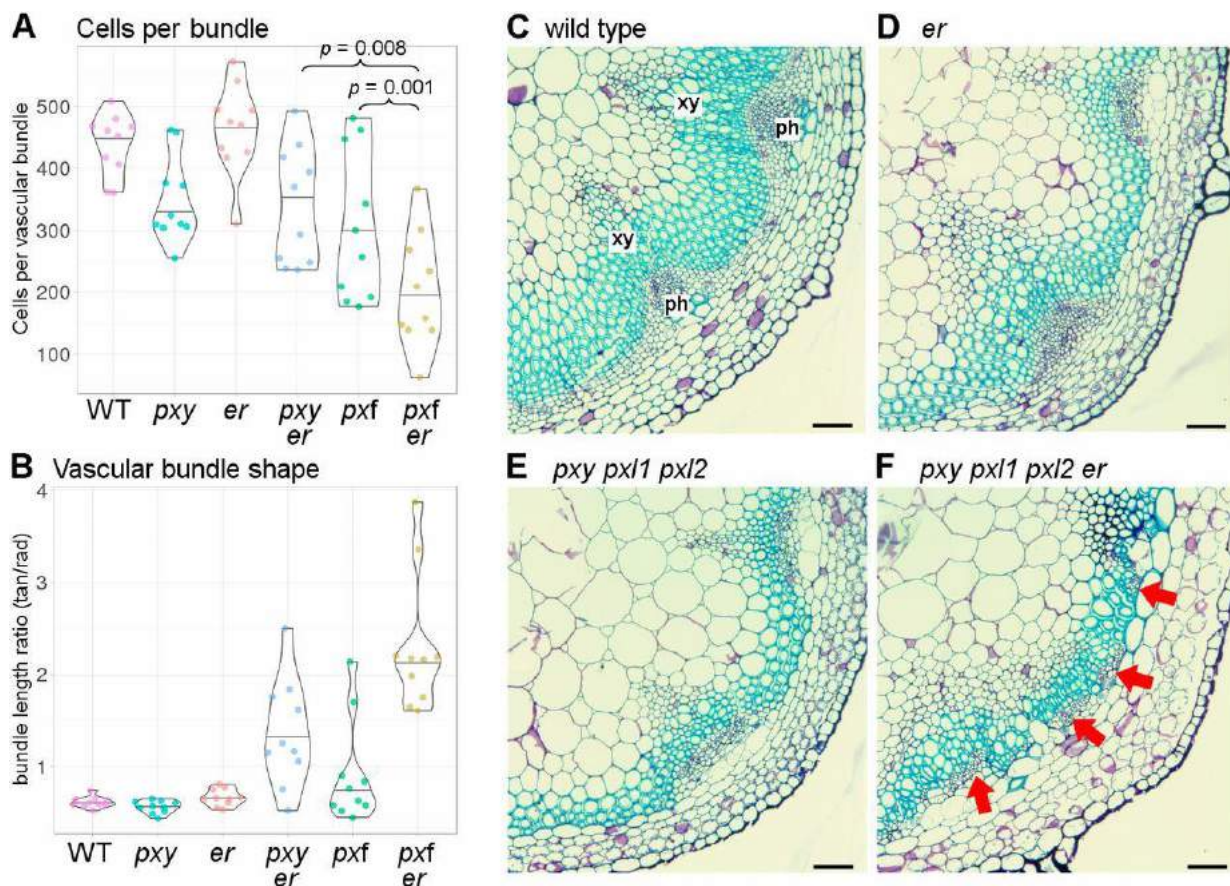 A Cells per bundle
p = 0.008
p = 0.001
Cells per vascular bundle
500
400
300
200
100
WT pxy er pxy er pxf pxf er
B Vascular bundle shape
bundle length ratio (tan/rad)
4
3
2
1
WT pxy er pxy er pxf pxf er
C wild type
xy
ph
xy
ph
D er
E pxy pxl1 pxl2
F pxy pxl1 pxl2 er